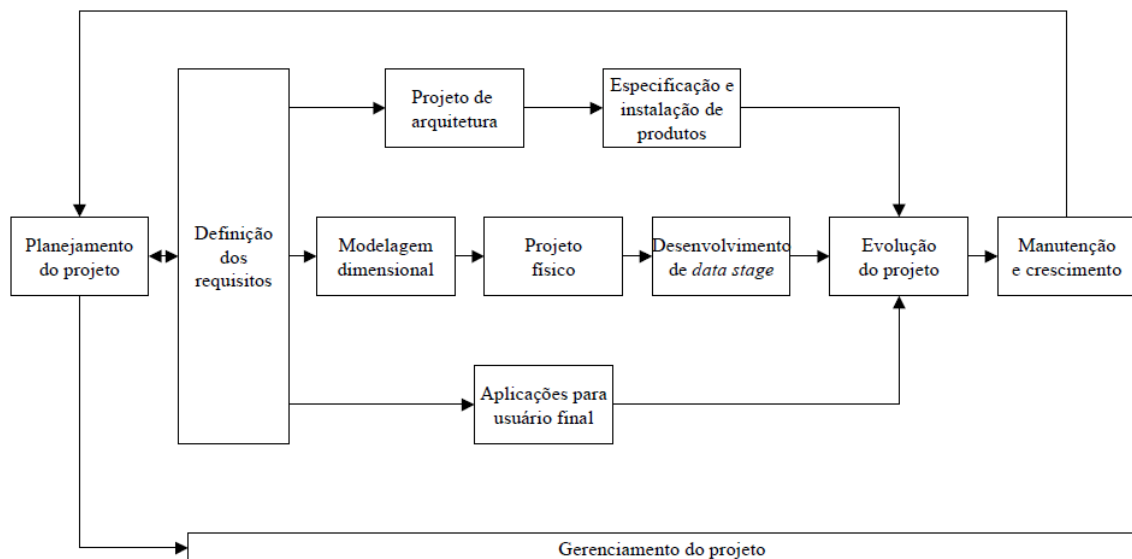 Projeto de
arquitetura
Especificação e
instalação de
produtos
Planejamento
do projeto
Definição
dos
requisitos
Modelagem
dimensional
Projeto
físico
Desenvolvimento
de data stage
Evolução
do projeto
Manutenção
e crescimento
Aplicações para
usuário final
Gerenciamento do projeto